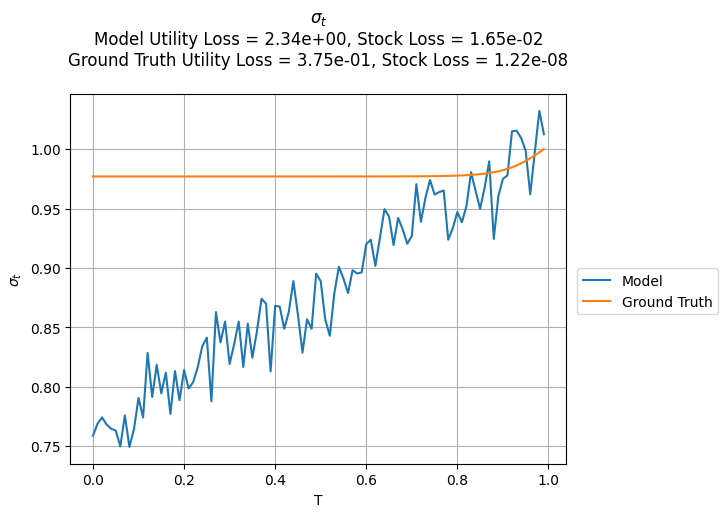 σₜ
Model Utility Loss = 2.34e+00, Stock Loss = 1.65e-02
Ground Truth Utility Loss = 3.75e-01, Stock Loss = 1.22e-08
1.00
0.95
0.90
0.85
0.80
0.75
σₜ
0.0 0.2 0.4 0.6 0.8 1.0
T
Model
Ground Truth